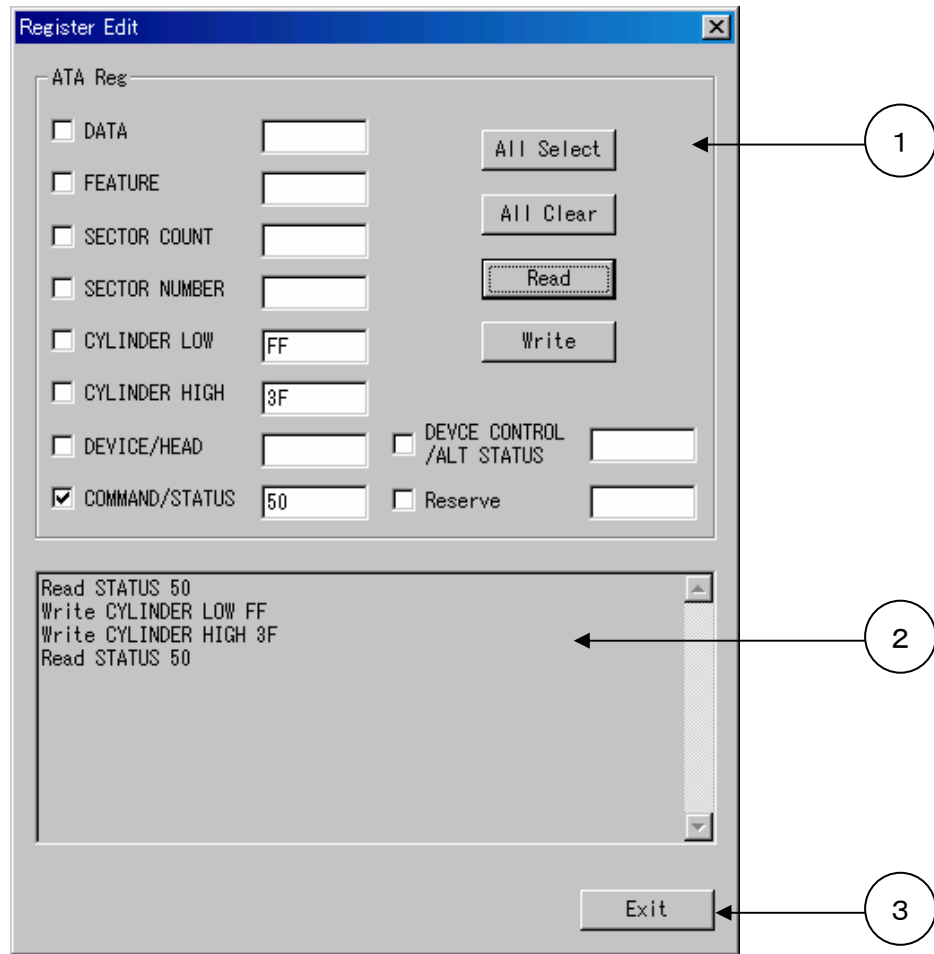 Register Edit
ATA Reg
DATA
All Select
1
FEATURE
All Clear
SECTOR COUNT
SECTOR NUMBER
Read
CYLINDER LOW FF
Write
CYLINDER HIGH 3F
DEVICE/HEAD
DEVCE CONTROL
/ALT STATUS
COMMAND/STATUS 50
Reserve
Read STATUS 50
Write CYLINDER LOW FF
Write CYLINDER HIGH 3F
Read STATUS 50
2
Exit
3